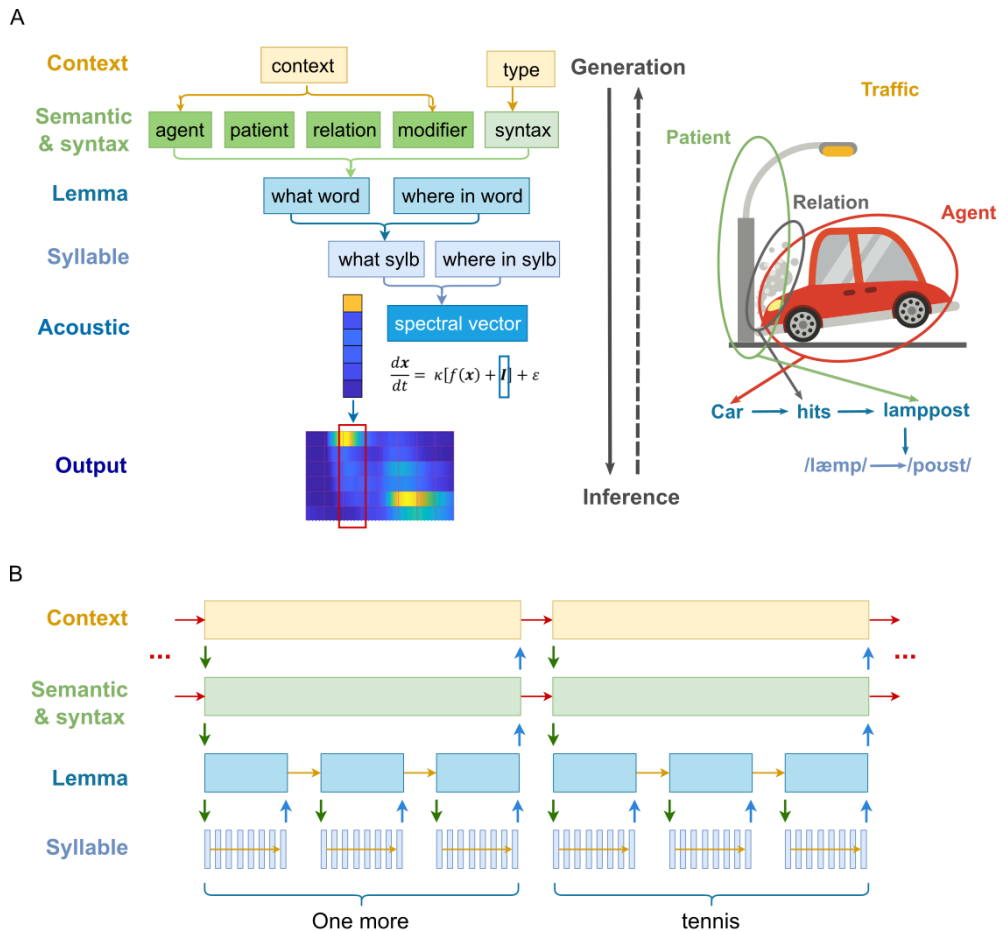 A
Context
context
type
Generation
Traffic
Semantic
& syntax
agent
patient
relation
modifier
syntax
Patient
Lemma
what word
where in word
Relation
Agent
Syllable
what sylb
where in sylb
Acoustic
spectral vector
dx/dt = κ[f(x) + I] + ε
Car
hits
lamppost
Output
/læmp/
/poʊst/
Inference
B
Context
...
...
Semantic
& syntax
Lemma
Syllable
One more
tennis